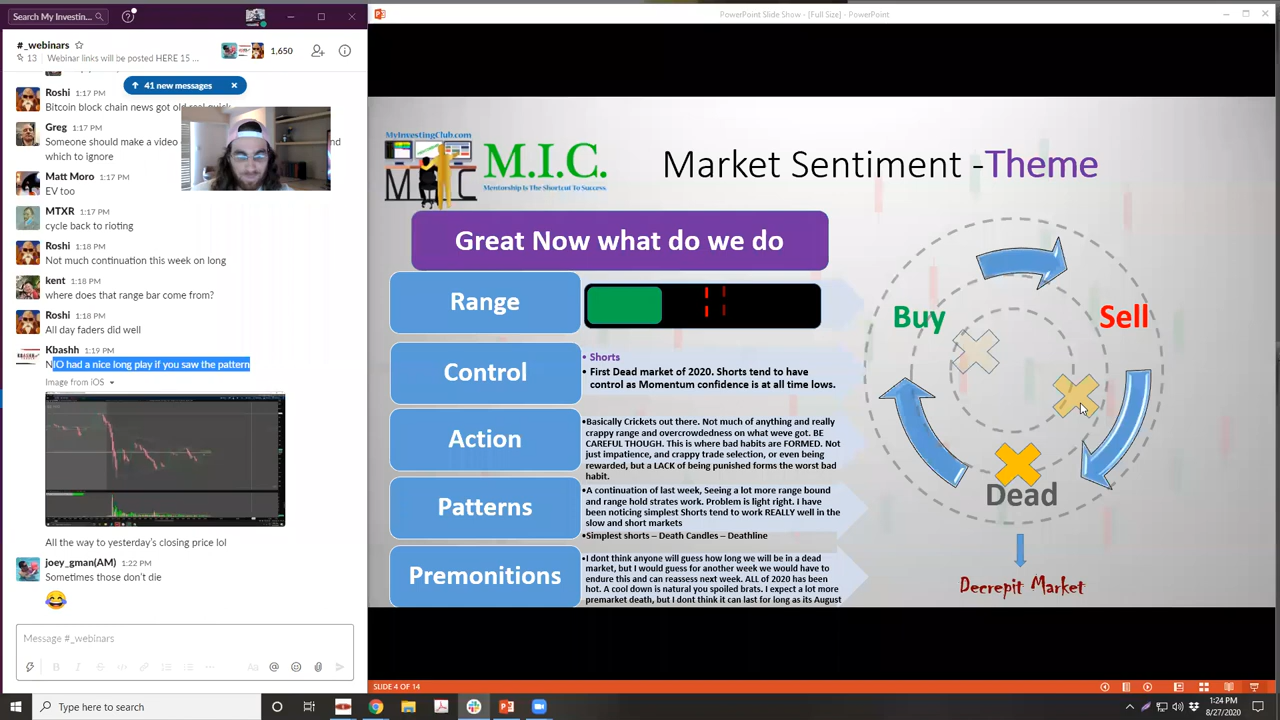 Search My Investin...
#_webinars
13 Webinar links will be posted HERE 15 ...
1,650
41 new messages
Roshi 1:17 PM
Bitcoin block chain news got old real quick
Greg 1:17 PM
Someone should make a video
nd
which to ignore
Matt Moro 1:17 PM
EV too
MTXR 1:17 PM
cycle back to rioting
Roshi 1:18 PM
Not much continuation this week on long
kent 1:18 PM
where does that range bar come from?
Roshi 1:18 PM
All day faders did well
Kbashh 1:19 PM
NIO had a nice long play if you saw the pattern
Image from iOS
All the way to yesterday's closing price lol
joey_gman(AM) 1:22 PM
Sometimes those don't die
Message #_webinars
Aa
PowerPoint Slide Show - [Full Size] - PowerPoint
MyInvestingClub.com
MIC
M.I.C.
Mentorship Is The Shortcut To Success.
Market Sentiment -Theme
Great Now what do we do
Range
Control
• Shorts
• First Dead market of 2020. Shorts tend to have
control as Momentum confidence is at all time lows.
Action
•Basically Crickets out there. Not much of anything and really
crappy range and overcrowdedness on what weve got. BE
CAREFUL THOUGH. This is where bad habits are FORMED. Not
just impatience, and crappy trade selection, or even being
rewarded, but a LACK of being punished forms the worst bad
habit.
Patterns
•A continuation of last week, Seeing a lot more range bound
and range hold strates work. Problem is light right. I have
been noticing simplest Shorts tend to work REALLY well in the
slow and short markets
•Simplest shorts – Death Candles – Deathline
Premonitions
•I dont think anyone will guess how long we will be in a dead
market, but I would guess for another week we would have to
endure this and can reassess next week. ALL of 2020 has been
hot. A cool down is natural you spoiled brats. I expect a lot more
premarket death, but I dont think it can last for long as its August
Buy
Sell
Dead
Decrepit Market
SLIDE 4 OF 14
Type here to search
1:24 PM
8/27/2020